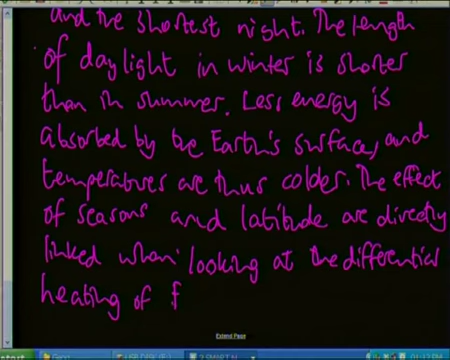 and the shortest night. The length
of daylight in winter is shorter
than in summer. Less energy is
absorbed by the Earth's surface, and
temperatures are thus colder. The effect
of seasons and latitude are directly
linked when looking at the differential
heating of f
Extend Page
start